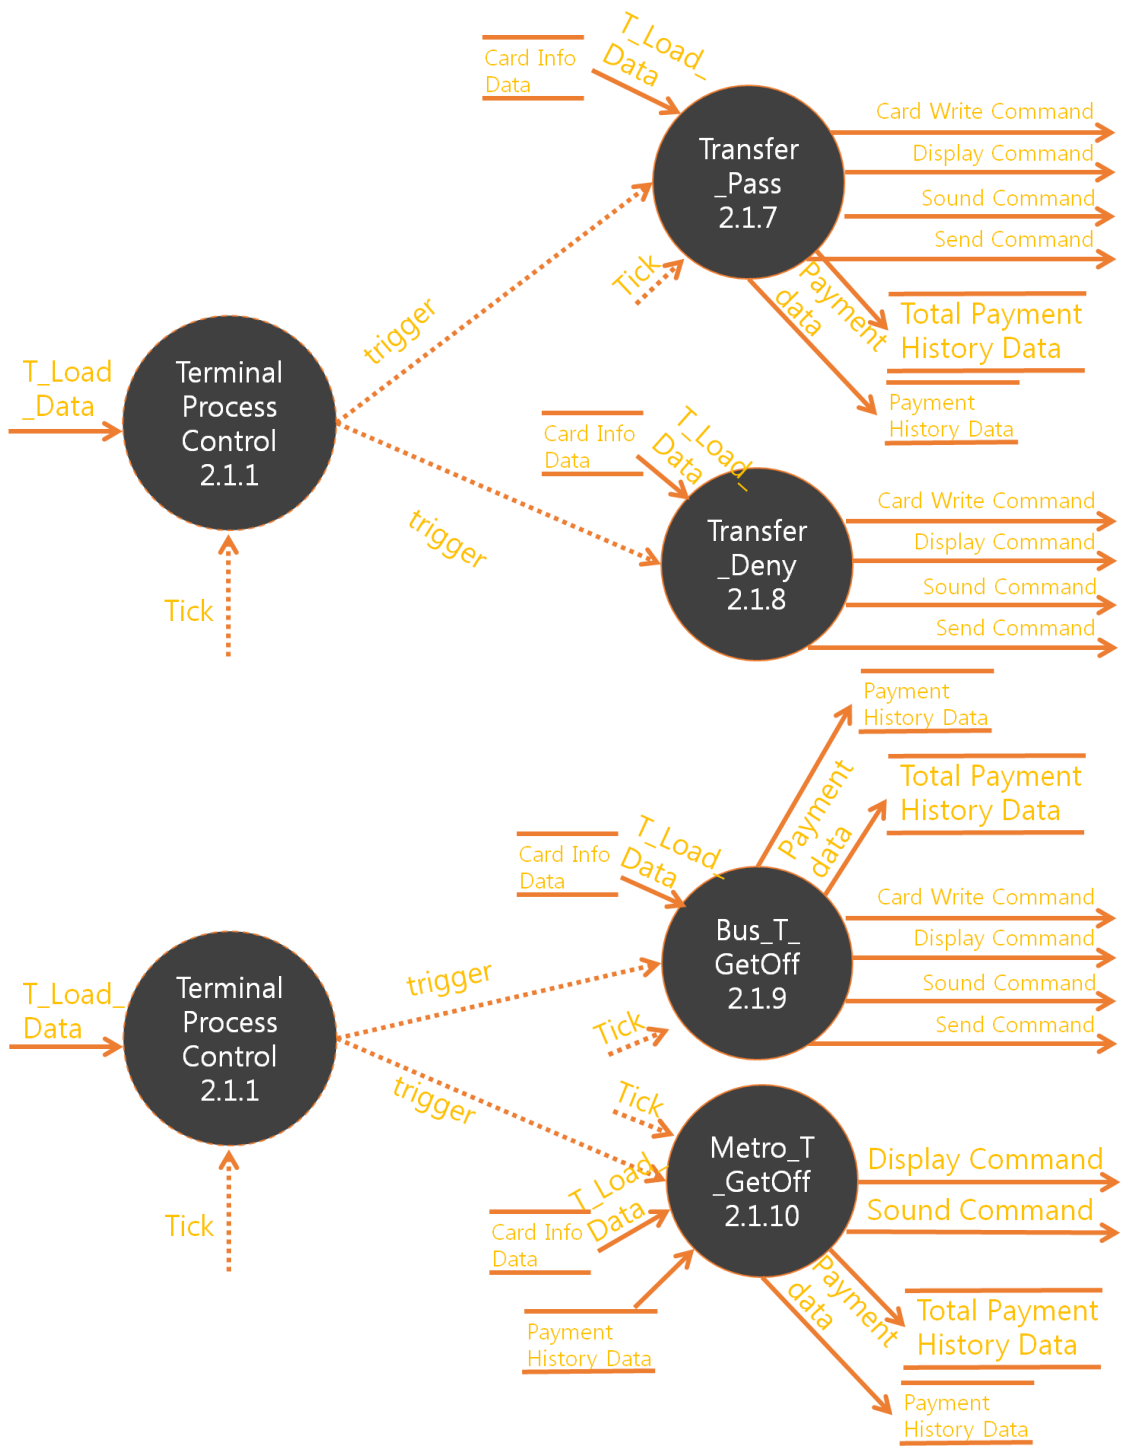 T_Load_
Data
Card Info
Data
Transfer
_Pass
2.1.7
Card Write Command
Display Command
Sound Command
Send Command
Tick
Payment
data
Total Payment
History Data
Payment
History Data
trigger
T_Load
_Data
Terminal
Process
Control
2.1.1
Tick
trigger
Card Info
Data
T_Load_
Data
Transfer
_Deny
2.1.8
Card Write Command
Display Command
Sound Command
Send Command
Payment
History Data
Total Payment
History Data
Payment
data
T_Load_
Data
Card Info
Data
Bus_T_
GetOff
2.1.9
Card Write Command
Display Command
Sound Command
Send Command
Tick
trigger
T_Load_
Data
Terminal
Process
Control
2.1.1
Tick
trigger
Tick
T_Load_
Data
Card Info
Data
Payment
History Data
Metro_T
_GetOff
2.1.10
Display Command
Sound Command
Payment
data
Total Payment
History Data
Payment
History Data